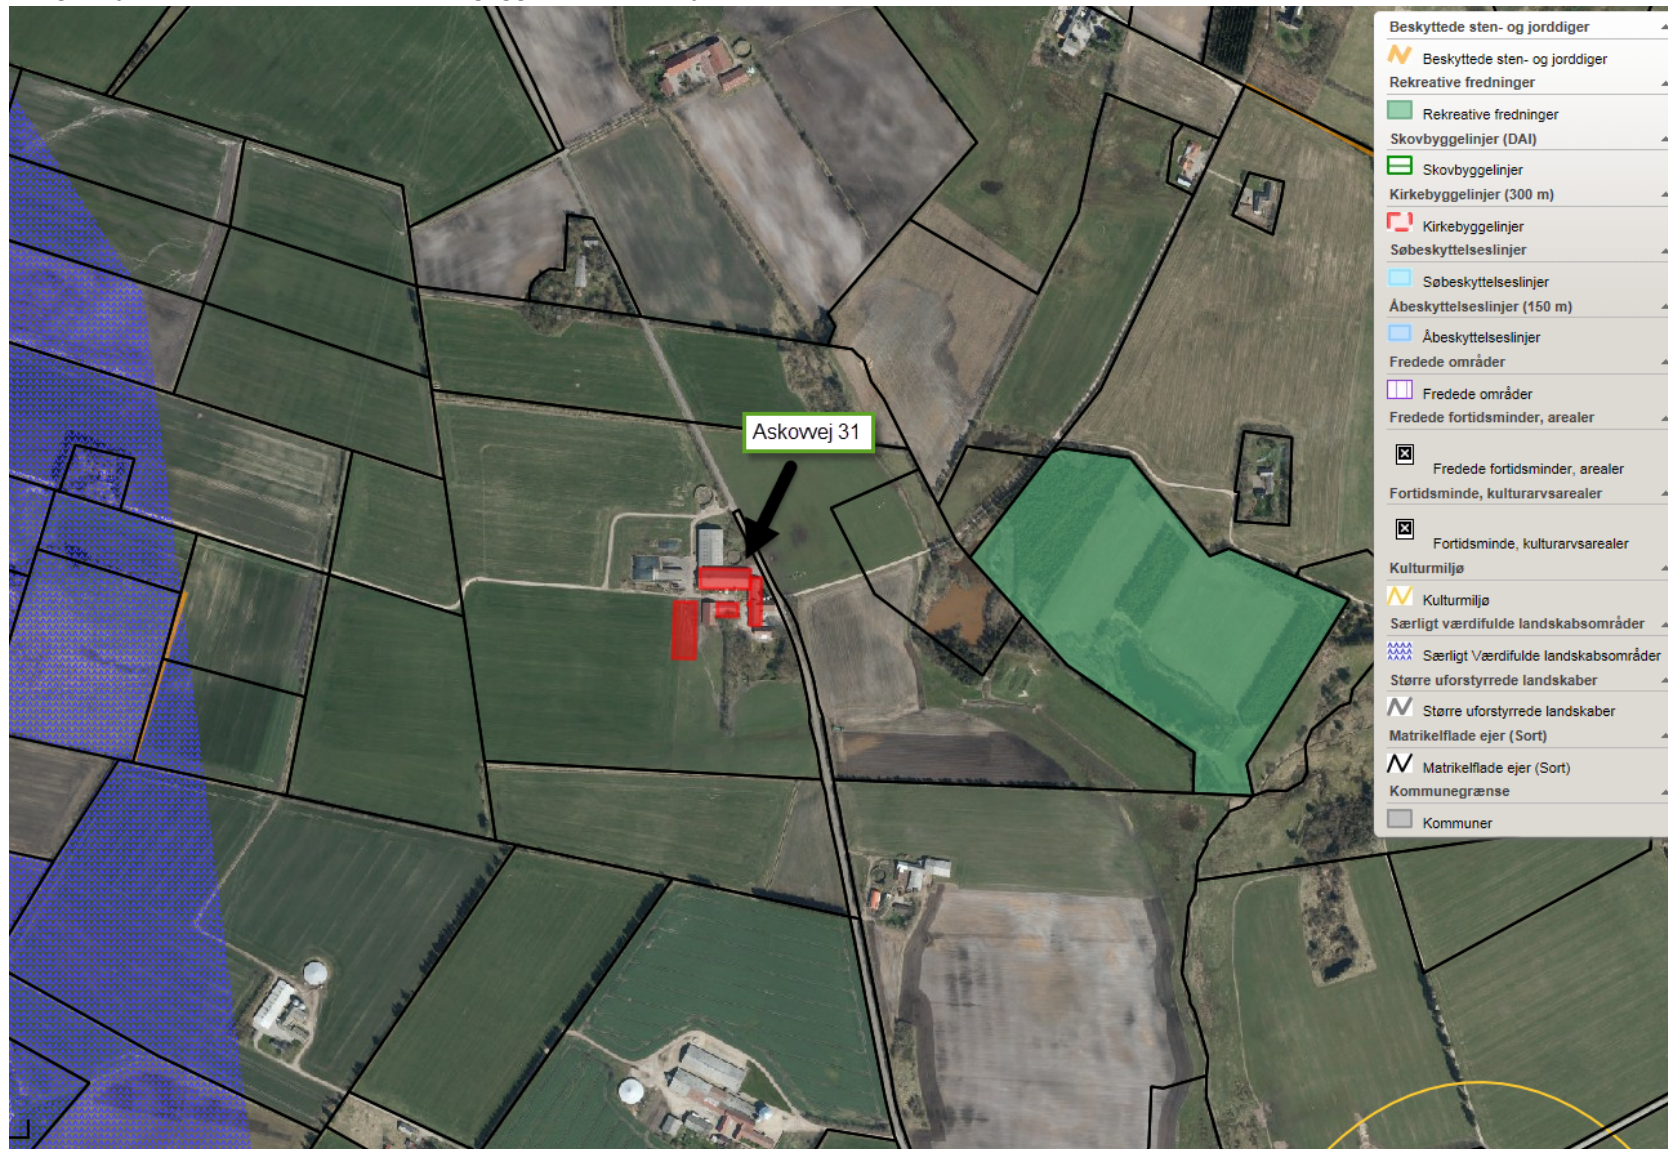 Askovvej 31
Beskyttede sten- og jorddiger
Beskyttede sten- og jorddiger
Rekreative fredninger
Rekreative fredninger
Skovbyggelinjer (DAI)
Skovbyggelinjer
Kirkebyggelinjer (300 m)
Kirkebyggelinjer
Søbeskyttelseslinjer
Søbeskyttelseslinjer
Åbeskyttelseslinjer (150 m)
Åbeskyttelseslinjer
Fredede områder
Fredede områder
Fredede fortidsminder, arealer
Fredede fortidsminder, arealer
Fortidsminde, kulturarvsarealer
Fortidsminde, kulturarvsarealer
Kulturmiljø
Kulturmiljø
Særligt værdifulde landskabsområder
Særligt Værdifulde landskabsområder
Større uforstyrrede landskaber
Større uforstyrrede landskaber
Matrikelflade ejer (Sort)
Matrikelflade ejer (Sort)
Kommunegrænse
Kommuner